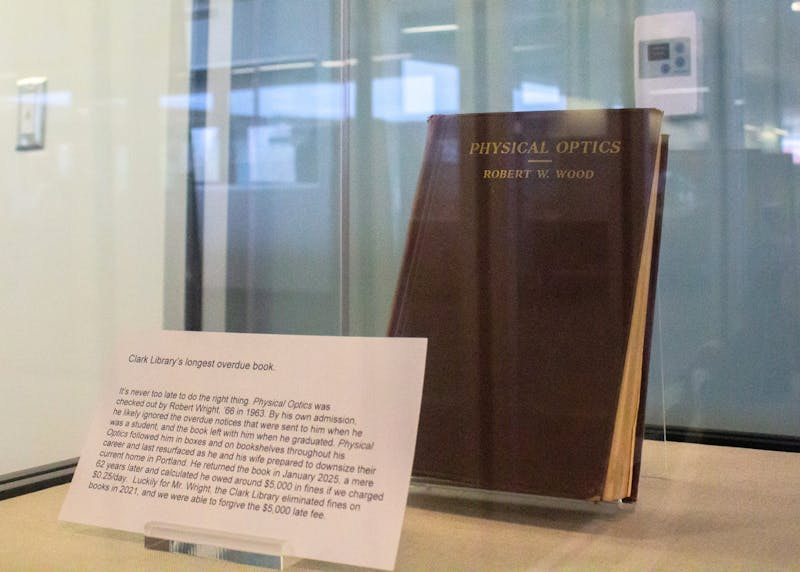 PHYSICAL OPTICS
ROBERT W. WOOD
Clark Library's longest overdue book.
It's never too late to do the right thing. Physical Optics was
checked out by Robert Wright, '66 in 1963. By his own admission,
he likely ignored the overdue notices that were sent to him when he
was a student, and the book left with him when he graduated. Physical
Optics followed him in boxes and on bookshelves throughout his
career and last resurfaced as he and his wife prepared to downsize their
current home in Portland. He returned the book in January 2025, a mere
62 years later and calculated he owed around $5,000 in fines if we charged
$0.25/day. Luckily for Mr. Wright, the Clark Library eliminated fines on
books in 2021, and we were able to forgive the $5,000 late fee.